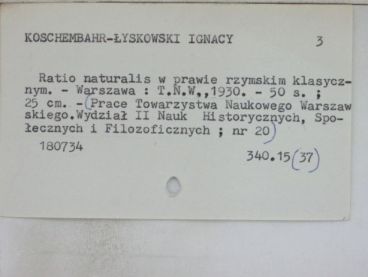 KOSCHEMBAHR-ŁYSKOWSKI IGNACY 3
Ratio naturalis w prawie rzymskim klasycz-
nym. - Warszawa : T.N.W,,1930. - 50 s. ;
25 cm. -(Prace Towarzystwa Naukowego Warszaw
skiego.Wydział II Nauk Historycznych, Spo-
łecznych i Filozoficznych ; nr 20)
180734
340.15(37)